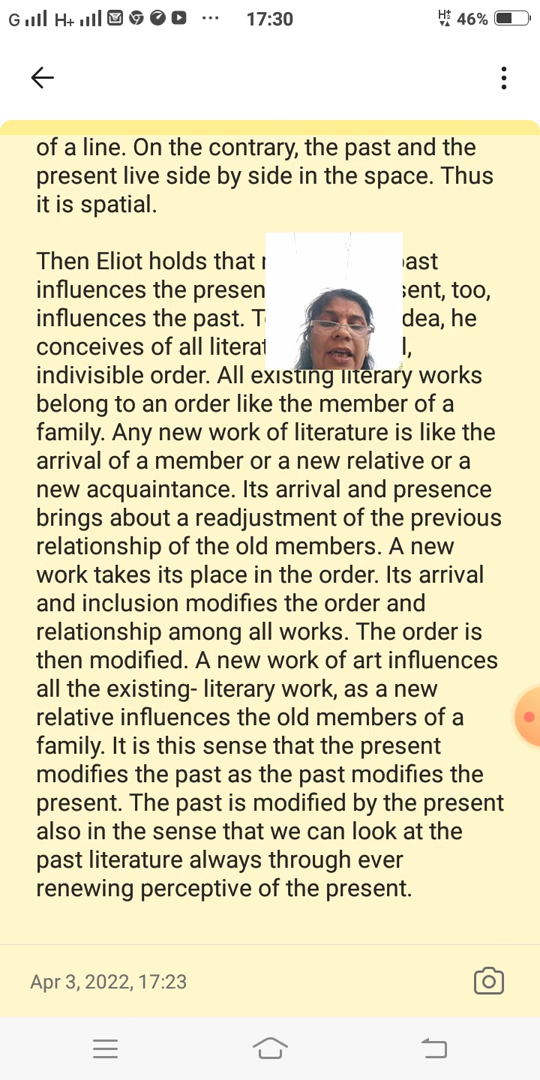 G H+ ... 17:30 46%
of a line. On the contrary, the past and the
present live side by side in the space. Thus
it is spatial.
Then Eliot holds that
influences the too,
influences the past. he
conceives of all
indivisible order. All existing literary works
belong to an order like the member of a
family. Any new work of literature is like the
arrival of a member or a new relative or a
new acquaintance. Its arrival and presence
brings about a readjustment of the previous
relationship of the old members. A new
work takes its place in the order. Its arrival
and inclusion modifies the order and
relationship among all works. The order is
then modified. A new work of art influences
all the existing- literary work, as a new
relative influences the old members of a
family. It is this sense that the present
modifies the past as the past modifies the
present. The past is modified by the present
also in the sense that we can look at the
past literature always through ever
renewing perceptive of the present.
Apr 3, 2022, 17:23